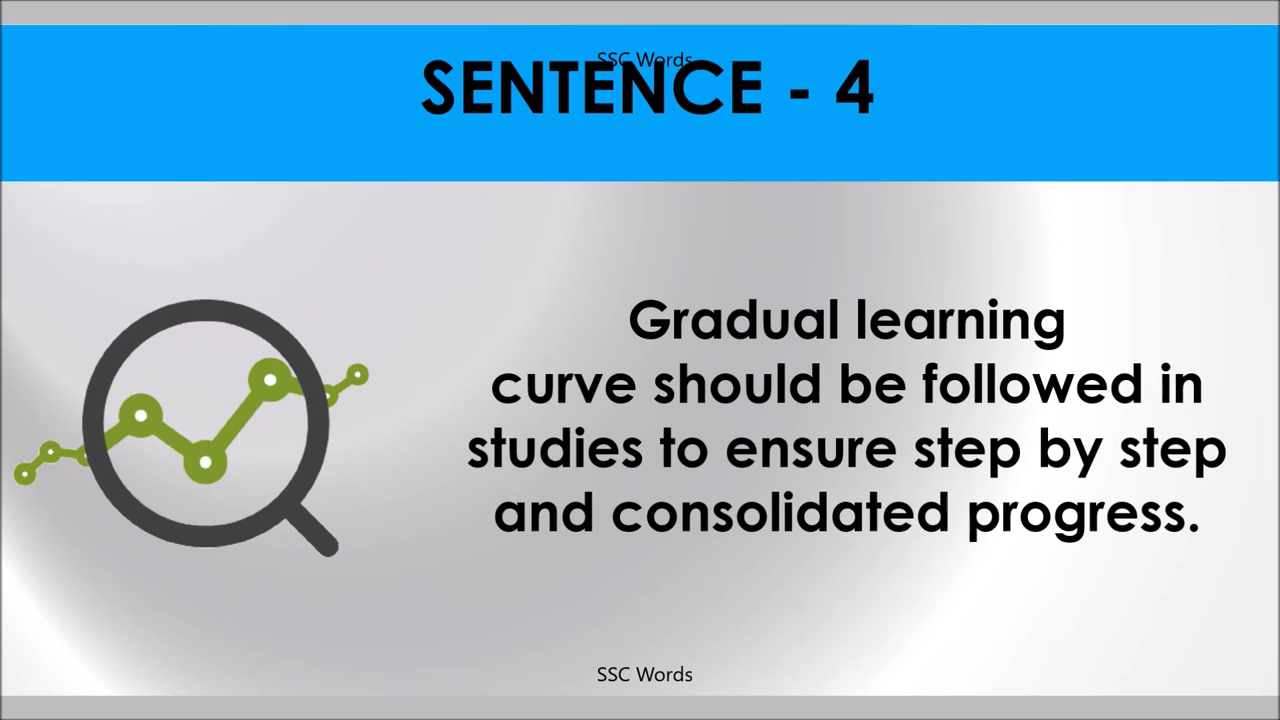 SSC Words
SENTENCE - 4
Gradual learning
curve should be followed in
studies to ensure step by step
and consolidated progress.
SSC Words